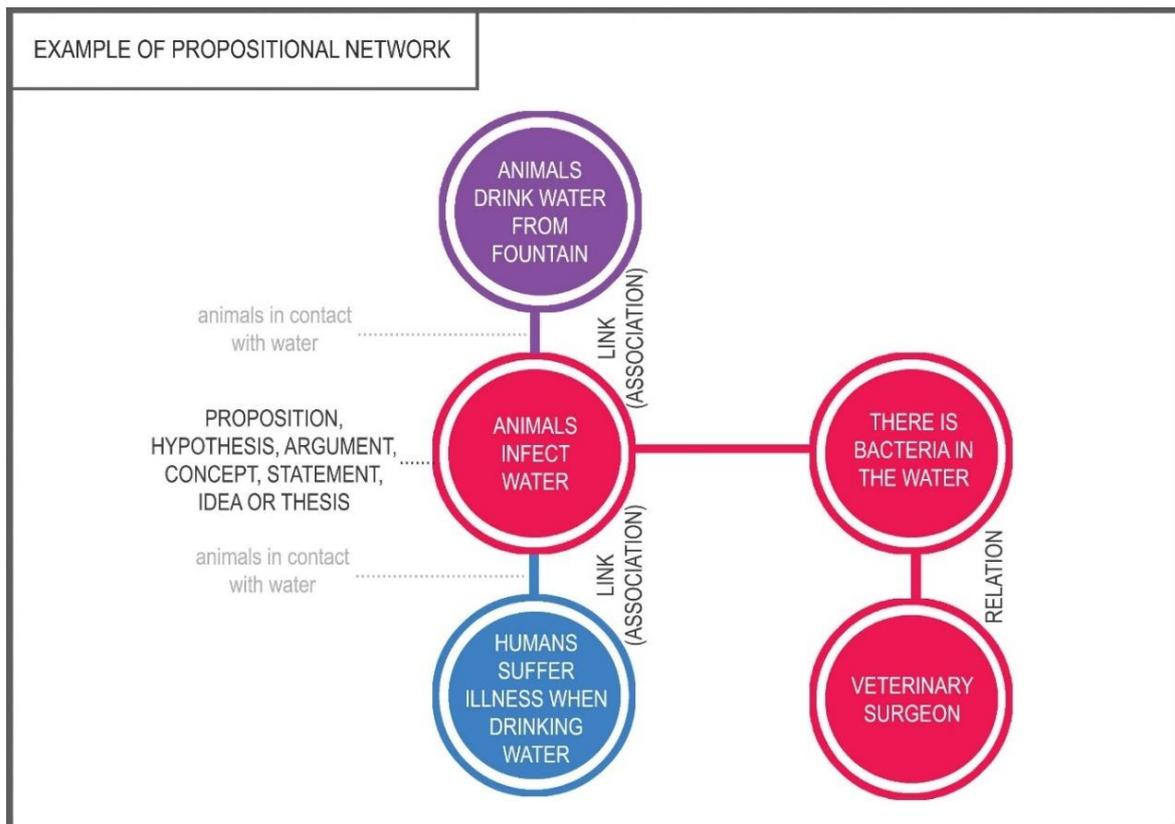 EXAMPLE OF PROPOSITIONAL NETWORK
ANIMALS
DRINK WATER
FROM
FOUNTAIN
animals in contact
with water
LINK
(ASSOCIATION)
PROPOSITION,
HYPOTHESIS, ARGUMENT,
CONCEPT, STATEMENT,
IDEA OR THESIS
ANIMALS
INFECT
WATER
THERE IS
BACTERIA IN
THE WATER
animals in contact
with water
LINK
(ASSOCIATION)
RELATION
HUMANS
SUFFER
ILLNESS WHEN
DRINKING
WATER
VETERINARY
SURGEON